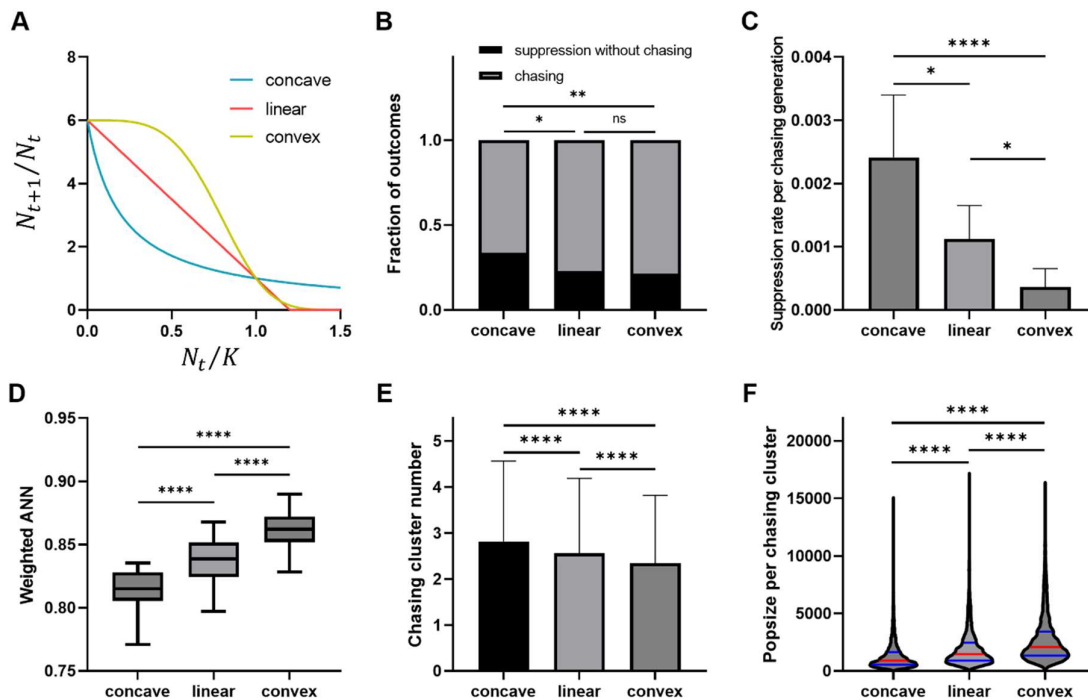 A
8
6
4
2
0
0.0
0.5
1.0
1.5
N_{t+1}/N_t
N_t/K
concave
linear
convex
B
suppression without chasing
chasing
**
*
ns
1.0
0.5
0.0
Fraction of outcomes
concave
linear
convex
C
0.004
0.003
0.002
0.001
0.000
Suppression rate per chasing generation
****
*
*
concave
linear
convex
D
0.95
0.90
0.85
0.80
0.75
Weighted ANN
****
****
****
concave
linear
convex
E
5
4
3
2
1
0
Chasing cluster number
****
****
****
concave
linear
convex
F
20000
15000
10000
5000
0
Popsize per chasing cluster
****
****
****
concave
linear
convex